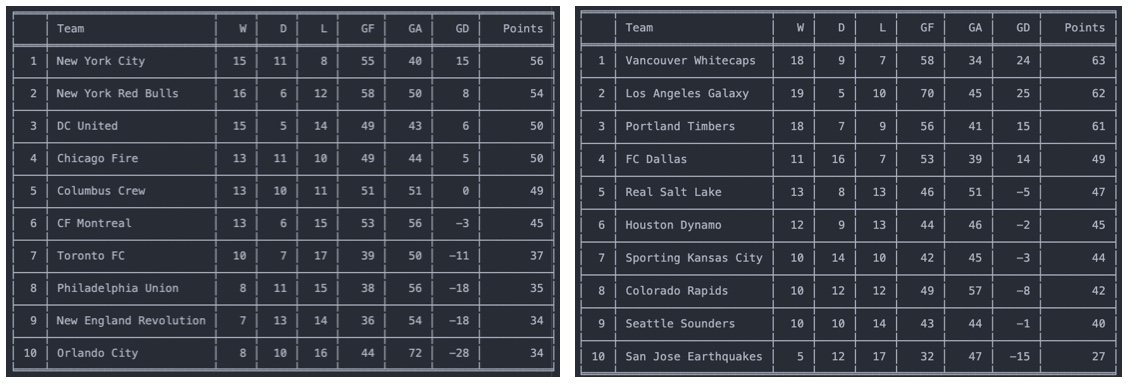 Team W D L GF GA GD Points
1 New York City 15 11 8 55 40 15 56
2 New York Red Bulls 16 6 12 58 50 8 54
3 DC United 15 5 14 49 43 6 50
4 Chicago Fire 13 11 10 49 44 5 50
5 Columbus Crew 13 10 11 51 51 0 49
6 CF Montreal 13 6 15 53 56 -3 45
7 Toronto FC 10 7 17 39 50 -11 37
8 Philadelphia Union 8 11 15 38 56 -18 35
9 New England Revolution 7 13 14 36 54 -18 34
10 Orlando City 8 10 16 44 72 -28 34
Team W D L GF GA GD Points
1 Vancouver Whitecaps 18 9 7 58 34 24 63
2 Los Angeles Galaxy 19 5 10 70 45 25 62
3 Portland Timbers 18 7 9 56 41 15 61
4 FC Dallas 11 16 7 53 39 14 49
5 Real Salt Lake 13 8 13 46 51 -5 47
6 Houston Dynamo 12 9 13 44 46 -2 45
7 Sporting Kansas City 10 14 10 42 45 -3 44
8 Colorado Rapids 10 12 12 49 57 -8 42
9 Seattle Sounders 10 10 14 43 44 -1 40
10 San Jose Earthquakes 5 12 17 32 47 -15 27